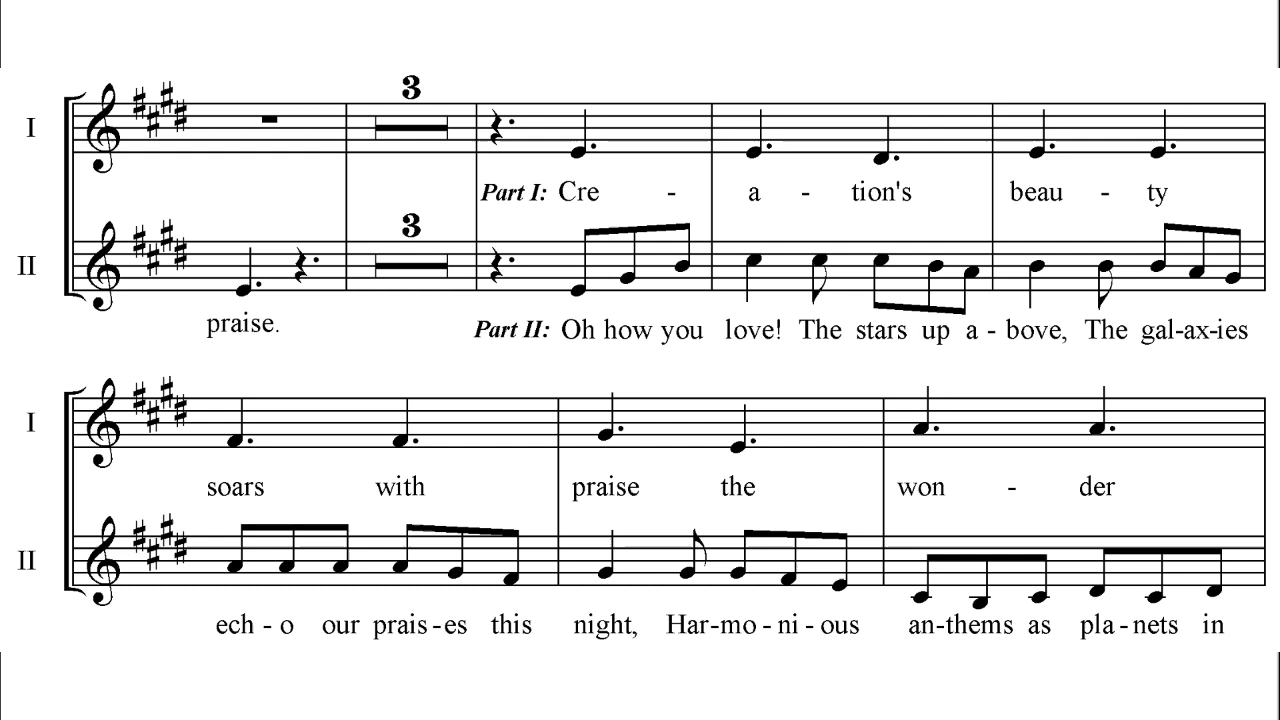 3
I
Part I: Cre - a - tion's beau - ty
3
II
praise. Part II: Oh how you love! The stars up a - bove, The gal-ax-ies
I
soars with praise the won - der
II
ech - o our prais - es this night, Har-mo - ni - ous an-thems as pla - nets in